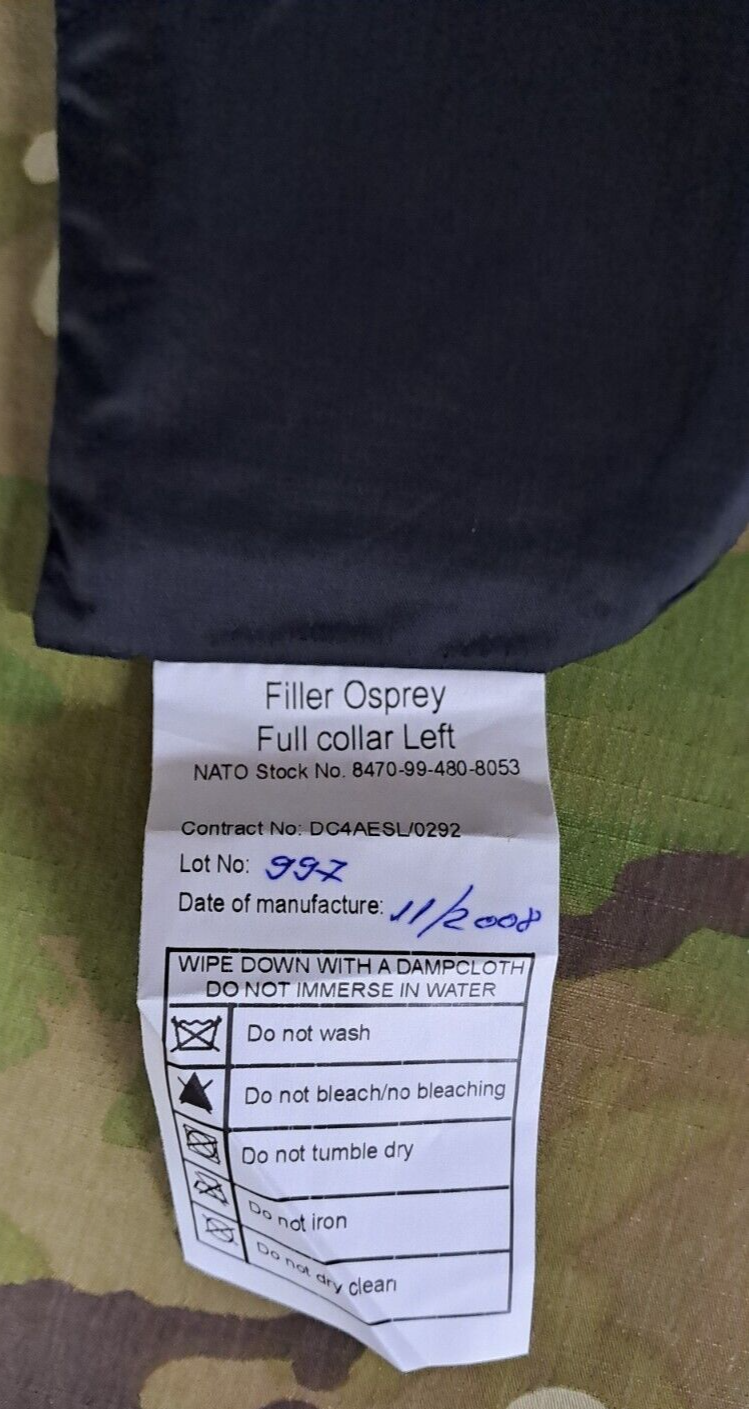 Filler Osprey
Full collar Left
NATO Stock No. 8470-99-480-8053
Contract No: DC4AESL/0292
Lot No: 997
Date of manufacture: 11/2008
WIPE DOWN WITH A DAMPCLOTH
DO NOT IMMERSE IN WATER
Do not wash
Do not bleach/no bleaching
Do not tumble dry
Do not iron
Do not dry clean